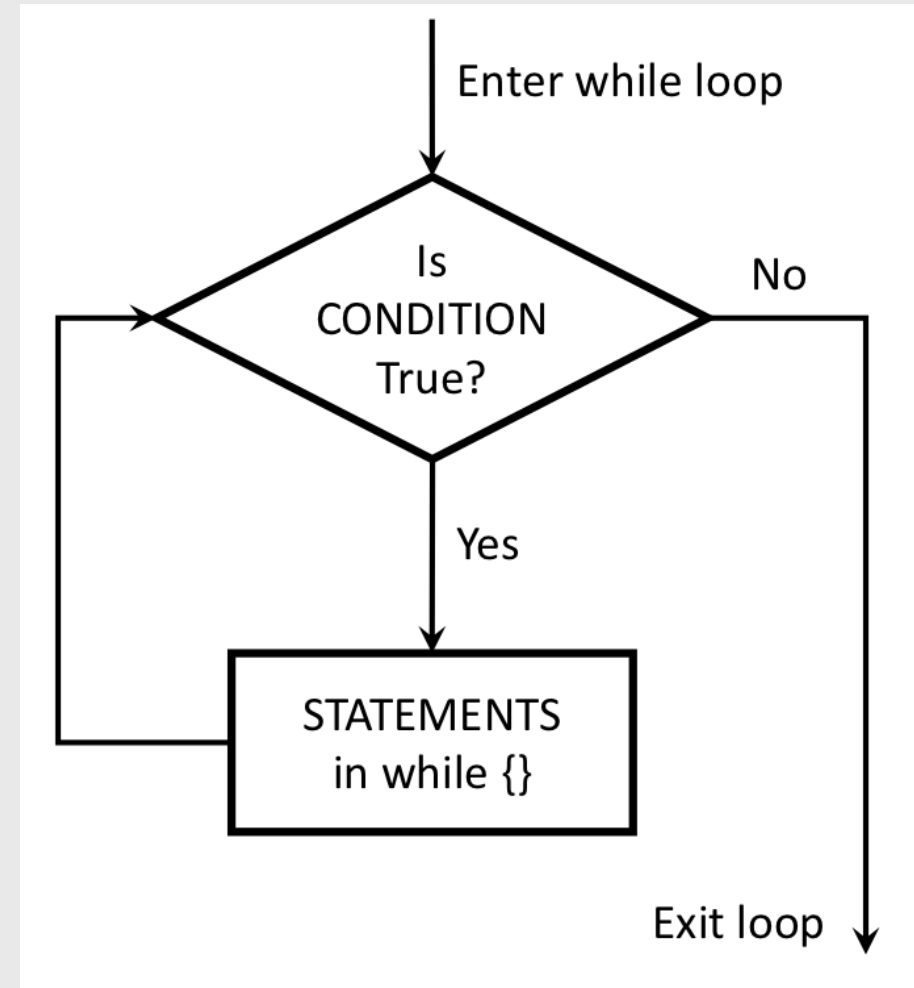 Enter while loop
Is
CONDITION
True?
No
Yes
STATEMENTS
in while {}
Exit loop